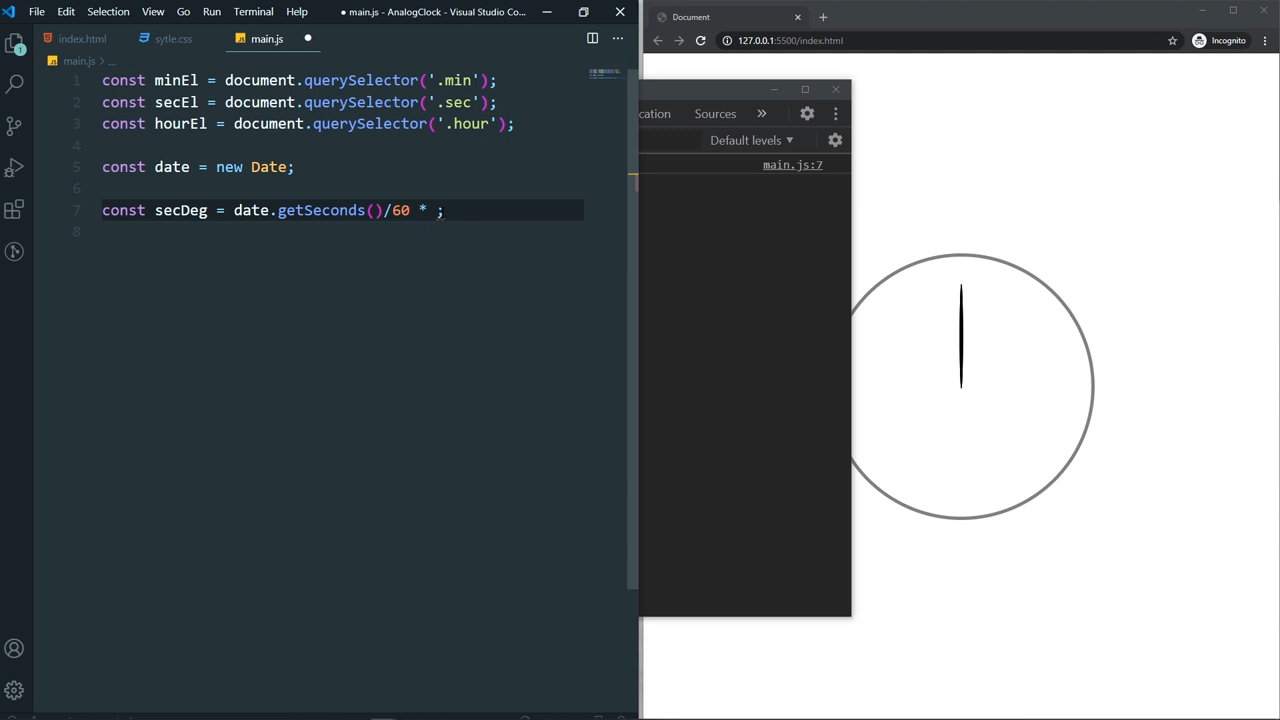 File Edit Selection View Go Run Terminal Help ● main.js - AnalogClock - Visual Studio Co...
index.html sytle.css JS main.js ●
JS main.js > ...
1 const minEl = document.querySelector('.min');
2 const secEl = document.querySelector('.sec');
3 const hourEl = document.querySelector('.hour');
4
5 const date = new Date;
6
7 const secDeg = date.getSeconds()/60 * ;
8
Document
127.0.0.1:5500/index.html
Incognito
cation Sources »
Default levels ▼
main.js:7